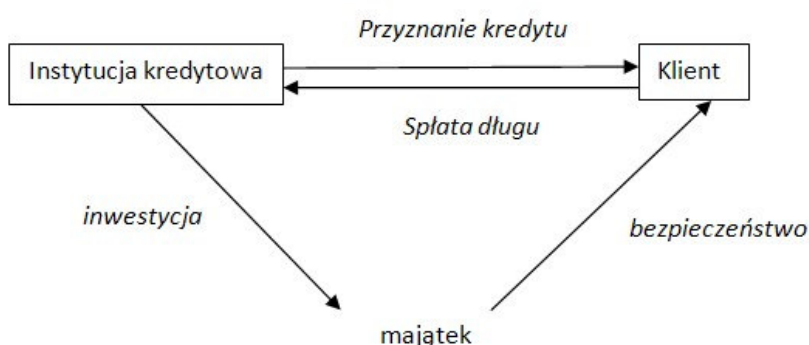 Przyznanie kredytu
Instytucja kredytowa
Klient
Spłata długu
inwestycja
bezpieczeństwo
majątek